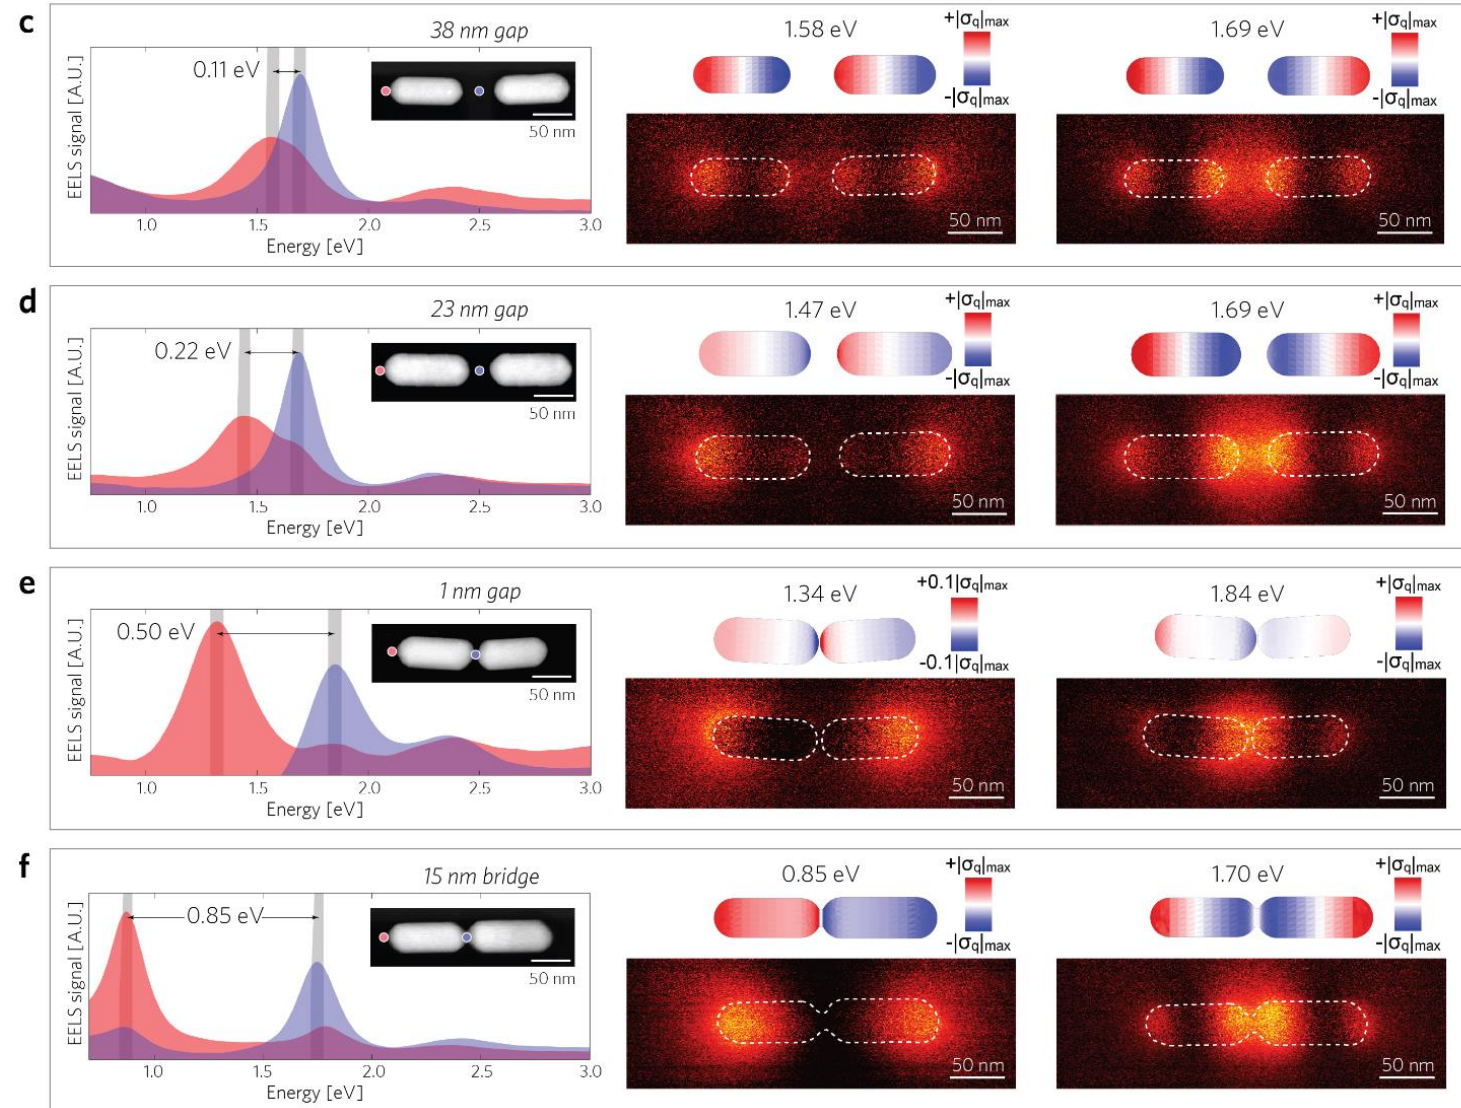 c
38 nm gap
0.11 eV
50 nm
EELS signal [A.U.]
1.0 1.5 2.0 2.5 3.0
Energy [eV]
1.58 eV
+|σq|max
-|σq|max
50 nm
1.69 eV
+|σq|max
-|σq|max
50 nm
d
23 nm gap
0.22 eV
50 nm
EELS signal [A.U.]
1.0 1.5 2.0 2.5 3.0
Energy [eV]
1.47 eV
+|σq|max
-|σq|max
50 nm
1.69 eV
+|σq|max
-|σq|max
50 nm
e
1 nm gap
0.50 eV
50 nm
EELS signal [A.U.]
1.0 1.5 2.0 2.5 3.0
Energy [eV]
1.34 eV
+0.1|σq|max
-0.1|σq|max
50 nm
1.84 eV
+|σq|max
-|σq|max
50 nm
f
15 nm bridge
0.85 eV
50 nm
EELS signal [A.U.]
1.0 1.5 2.0 2.5 3.0
Energy [eV]
0.85 eV
+|σq|max
-|σq|max
50 nm
1.70 eV
+|σq|max
-|σq|max
50 nm